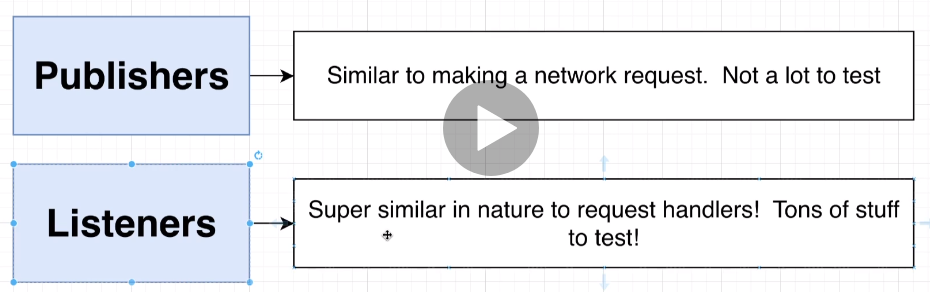 Publishers
Similar to making a network request.  Not a lot to test
Listeners
Super similar in nature to request handlers!  Tons of stuff
to test!